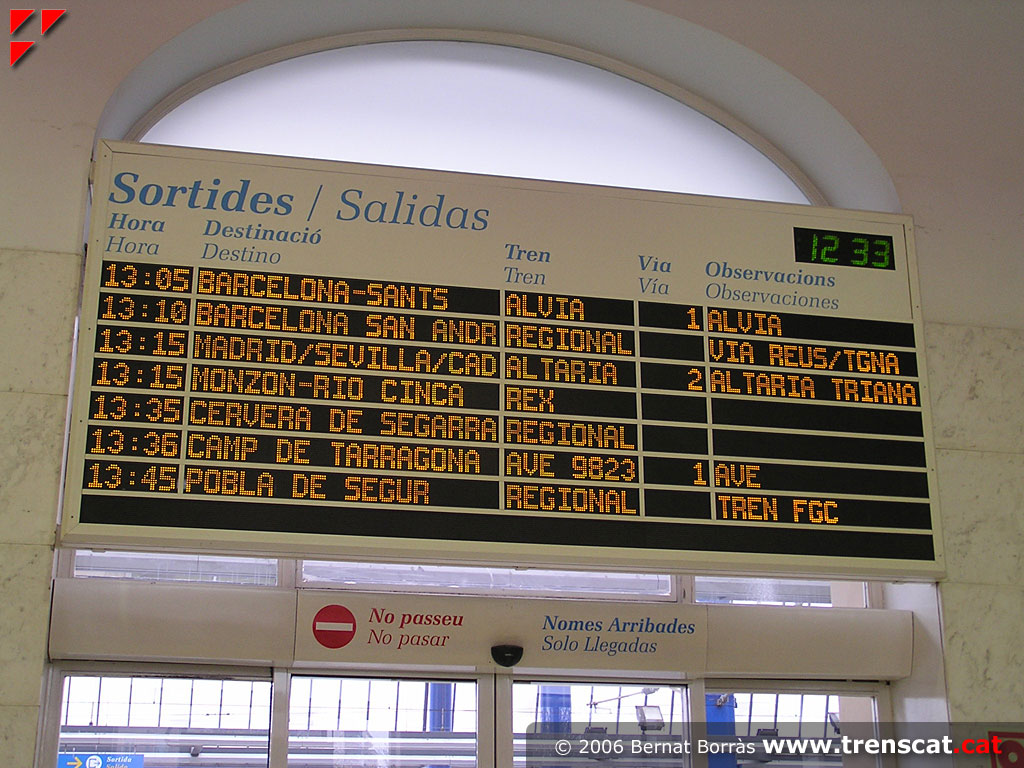 Sortides / Salidas
12 33
Hora Destinació Tren Via Observacions
Hora Destino Tren Vía Observaciones
13:05 BARCELONA-SANTS ALVIA 1 ALVIA
13:10 BARCELONA SAN ANDR REGIONAL VIA REUS/TGNA
13:15 MADRID/SEVILLA/CAD ALTARIA 2 ALTARIA TRIANA
13:15 MONZON-RIO CINCA REX
13:35 CERVERA DE SEGARRA REGIONAL
13:36 CAMP DE TARRAGONA AVE 9823 1 AVE
13:45 POBLA DE SEGUR REGIONAL TREN FGC
No passeu Nomes Arribades
No pasar Solo Llegadas
Sortida
Salida
© 2006 Bernat Borràs www.trenscat.cat